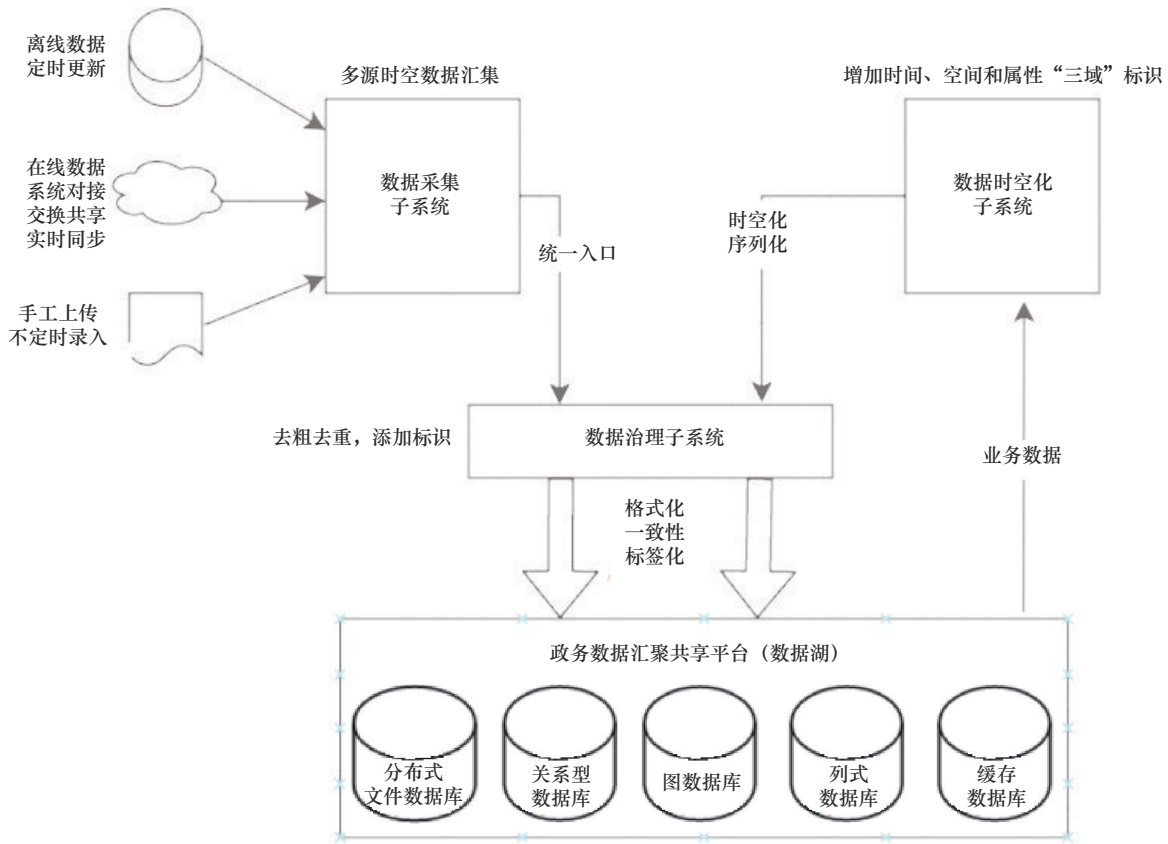 离线数据
定时更新
多源时空数据汇集
增加时间、空间和属性“三域”标识
在线数据
系统对接
交换共享
实时同步
数据采集
子系统
数据时空化
子系统
时空化
序列化
统一入口
手工上传
不定时录入
去粗去重，添加标识
数据治理子系统
业务数据
格式化
一致性
标签化
政务数据汇聚共享平台（数据湖）
分布式
文件数据库
关系型
数据库
图数据库
列式
数据库
缓存
数据库